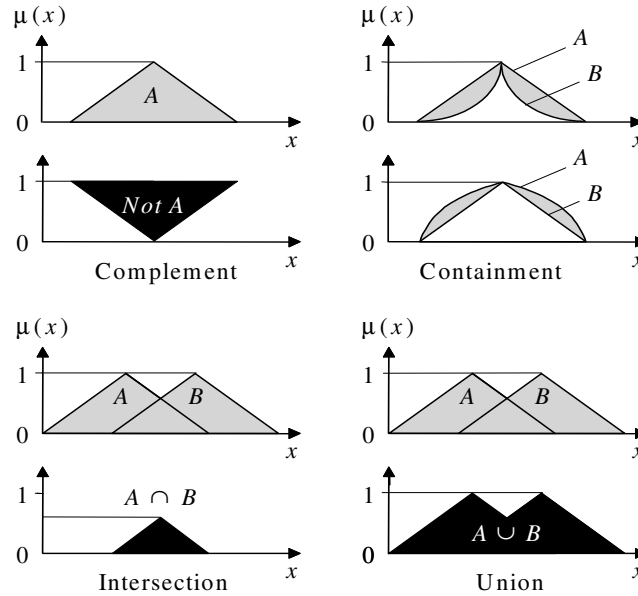 μ(x)
1
A
0
x
1
Not A
0
x
Complement
μ(x)
1
A
B
0
x
1
A
B
0
x
Containment
μ(x)
1
A B
0
x
1
A ∩ B
0
x
Intersection
μ(x)
1
A B
0
x
1
A ∪ B
0
x
Union